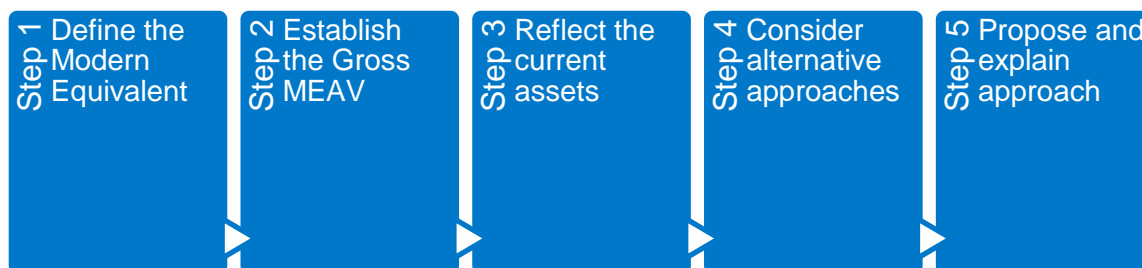 Step 1
Define the
Modern
Equivalent
Step 2
Establish
the Gross
MEAV
Step 3
Reflect the
current
assets
Step 4
Consider
alternative
approaches
Step 5
Propose and
explain
approach